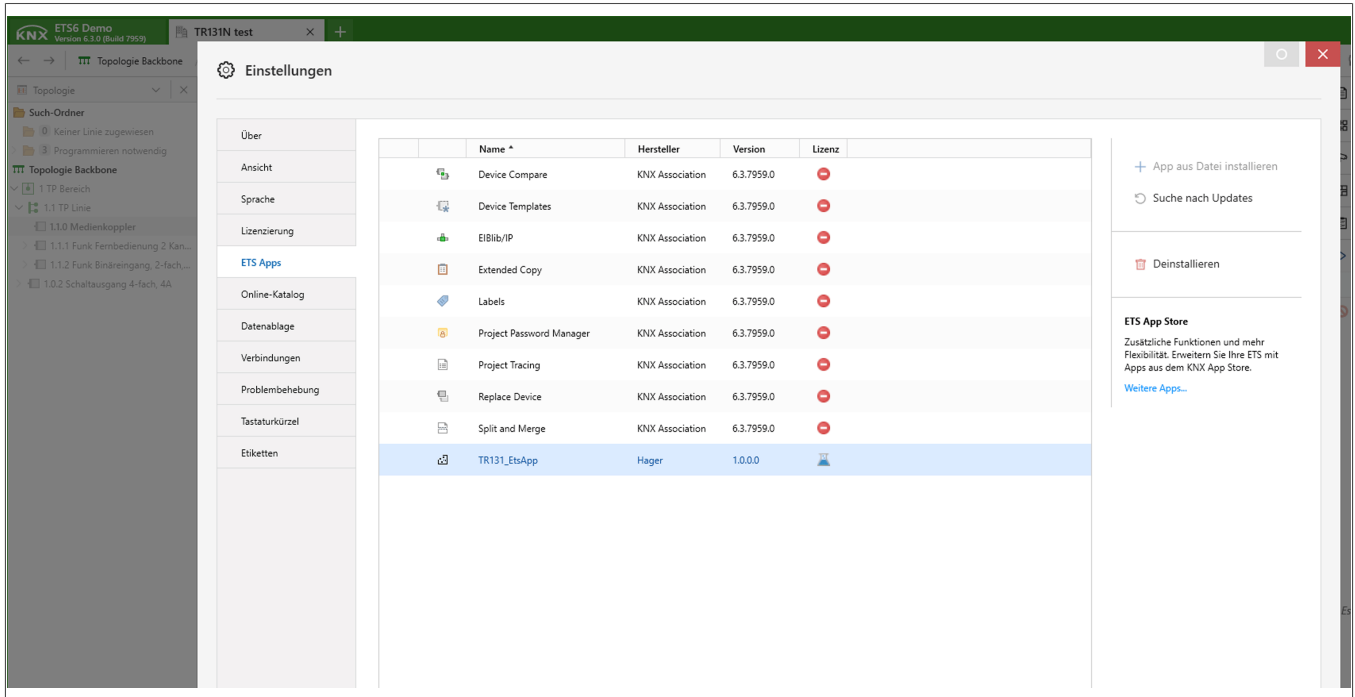 KNX ETS6 Demo
Version 6.3.0 (Build 7959)
TR131N test
Topologie Backbone
Topologie
Such-Ordner
0 Keiner Linie zugewiesen
3 Programmieren notwendig
Topologie Backbone
1 TP Bereich
1.1 TP Linie
1.1.0 Medienkoppler
1.1.1 Funk Fernbedienung 2 Kan...
1.1.2 Funk Binäreingang, 2-fach,...
1.0.2 Schaltausgang 4-fach, 4A
Einstellungen
Über
Ansicht
Sprache
Lizenzierung
ETS Apps
Online-Katalog
Datenablage
Verbindungen
Problembehebung
Tastaturkürzel
Etiketten
Name Hersteller Version Lizenz
Device Compare KNX Association 6.3.7959.0
Device Templates KNX Association 6.3.7959.0
EIBlib/IP KNX Association 6.3.7959.0
Extended Copy KNX Association 6.3.7959.0
Labels KNX Association 6.3.7959.0
Project Password Manager KNX Association 6.3.7959.0
Project Tracing KNX Association 6.3.7959.0
Replace Device KNX Association 6.3.7959.0
Split and Merge KNX Association 6.3.7959.0
TR131_EtsApp Hager 1.0.0.0
App aus Datei installieren
Suche nach Updates
Deinstallieren
ETS App Store
Zusätzliche Funktionen und mehr
Flexibilität. Erweitern Sie Ihre ETS mit
Apps aus dem KNX App Store.
Weitere Apps...
Es